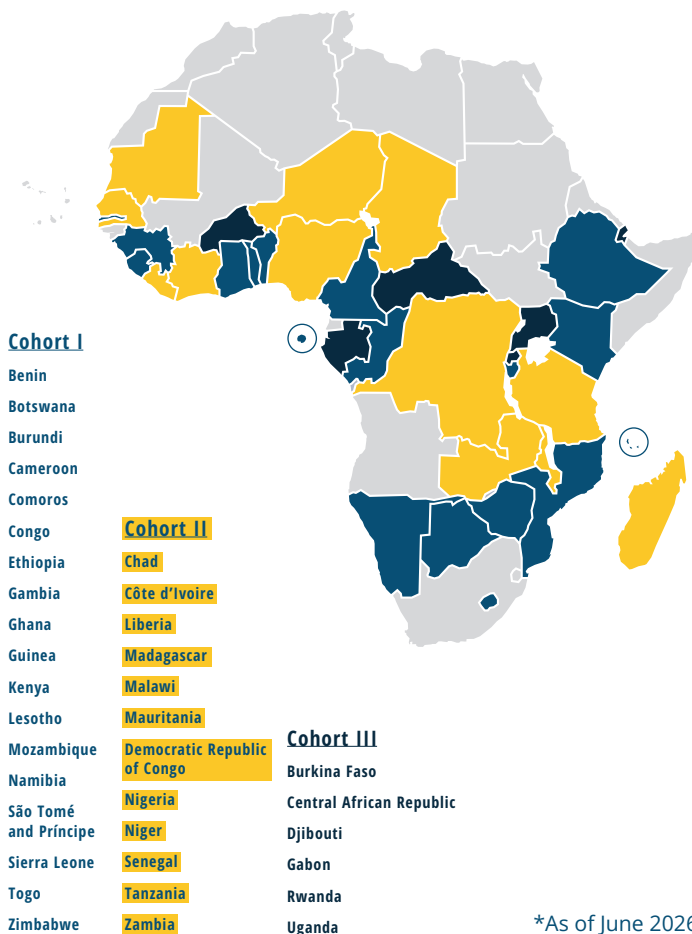 Cohort I
Benin
Botswana
Burundi
Cameroon
Comoros
Congo
Ethiopia
Gambia
Ghana
Guinea
Kenya
Lesotho
Mozambique
Namibia
São Tomé
and Príncipe
Sierra Leone
Togo
Zimbabwe
Cohort II
Chad
Côte d'Ivoire
Liberia
Madagascar
Malawi
Mauritania
Democratic Republic
of Congo
Nigeria
Niger
Senegal
Tanzania
Zambia
Cohort III
Burkina Faso
Central African Republic
Djibouti
Gabon
Rwanda
Uganda
*As of June 2026